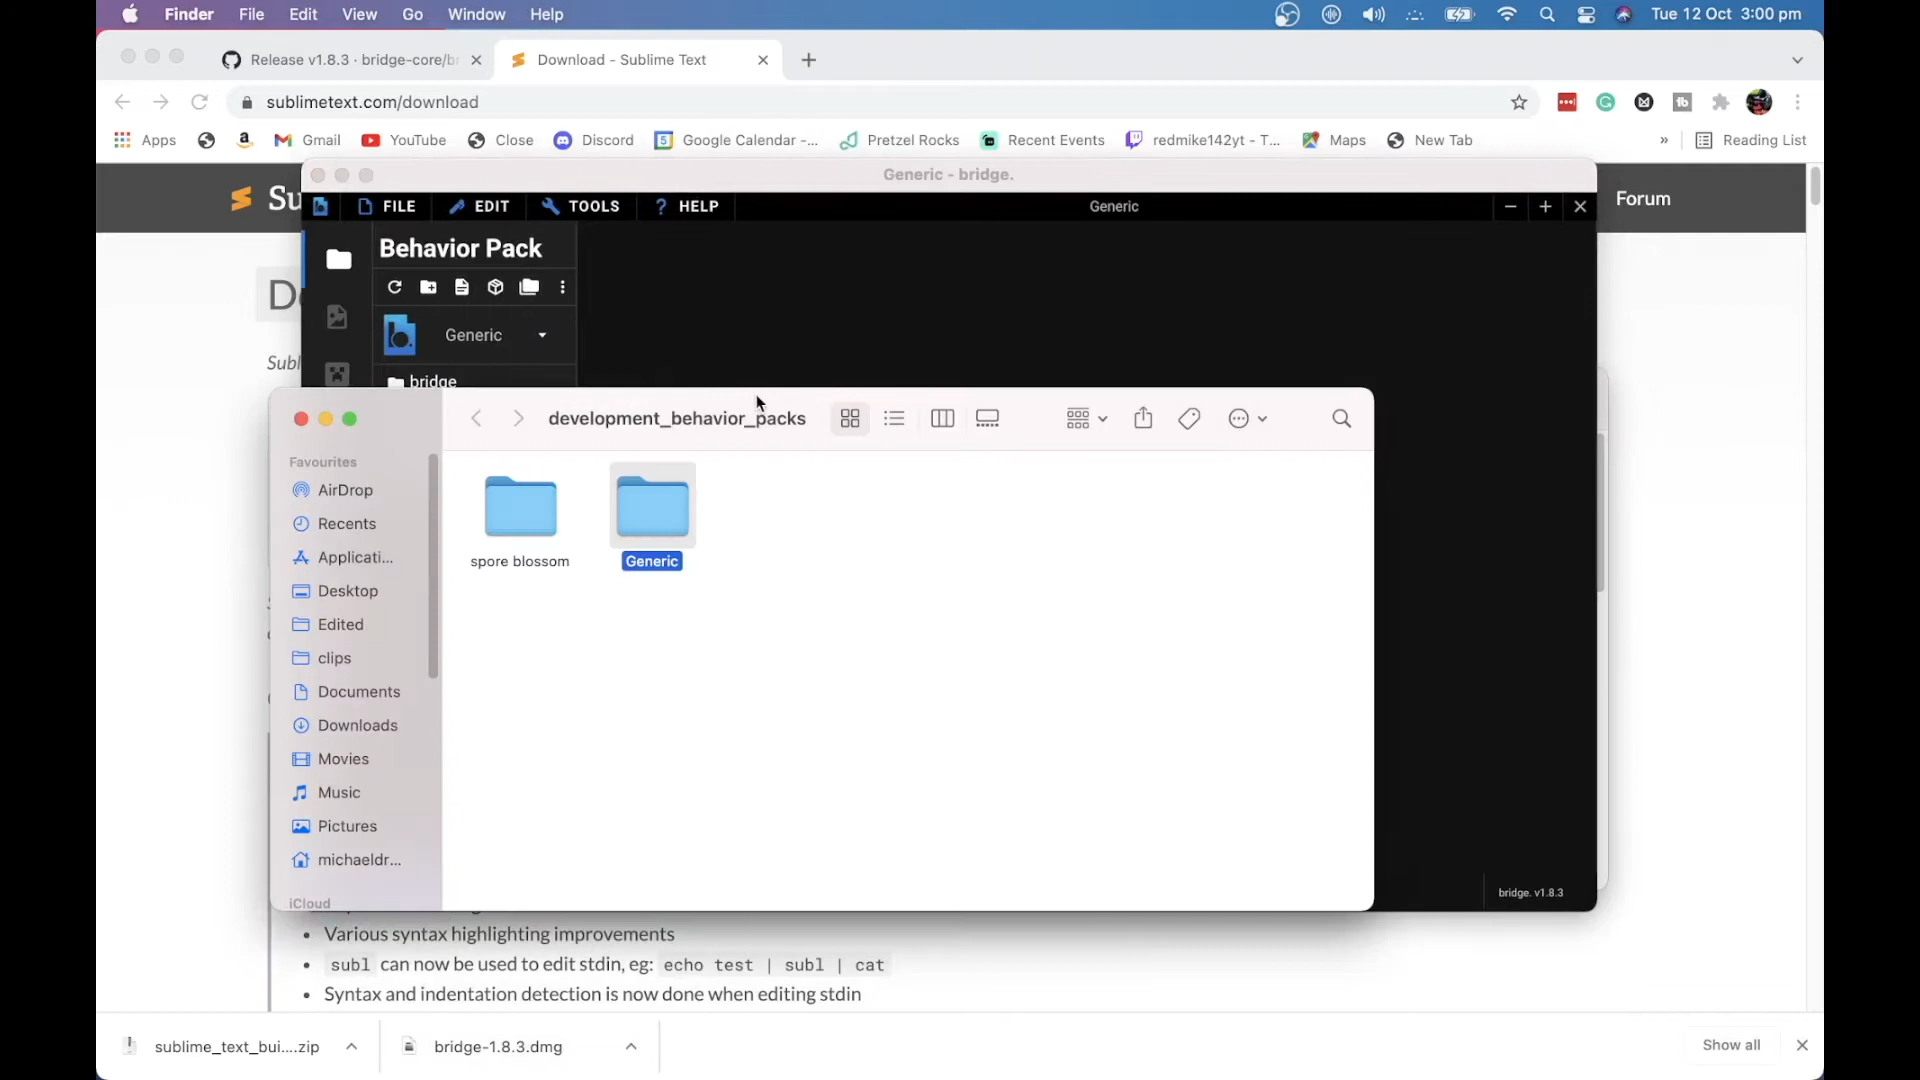 Finder File Edit View Go Window Help Tue 12 Oct 3:00 pm
Release v1.8.3 · bridge-core/br Download - Sublime Text
sublimetext.com/download
Apps Gmail YouTube Close Discord Google Calendar -... Pretzel Rocks Recent Events redmike142yt - T... Maps New Tab » Reading List
Generic - bridge.
Su
Forum
FILE EDIT TOOLS ? HELP Generic
Behavior Pack
Generic
bridge
Subl
development_behavior_packs
Favourites
AirDrop
Recents
Applicati...
Desktop
Edited
clips
Documents
Downloads
Movies
Music
Pictures
michaeldr...
iCloud
spore blossom
Generic
bridge. v1.8.3
• Various syntax highlighting improvements
• subl can now be used to edit stdin, eg: echo test | subl | cat
• Syntax and indentation detection is now done when editing stdin
sublime_text_bui....zip bridge-1.8.3.dmg Show all